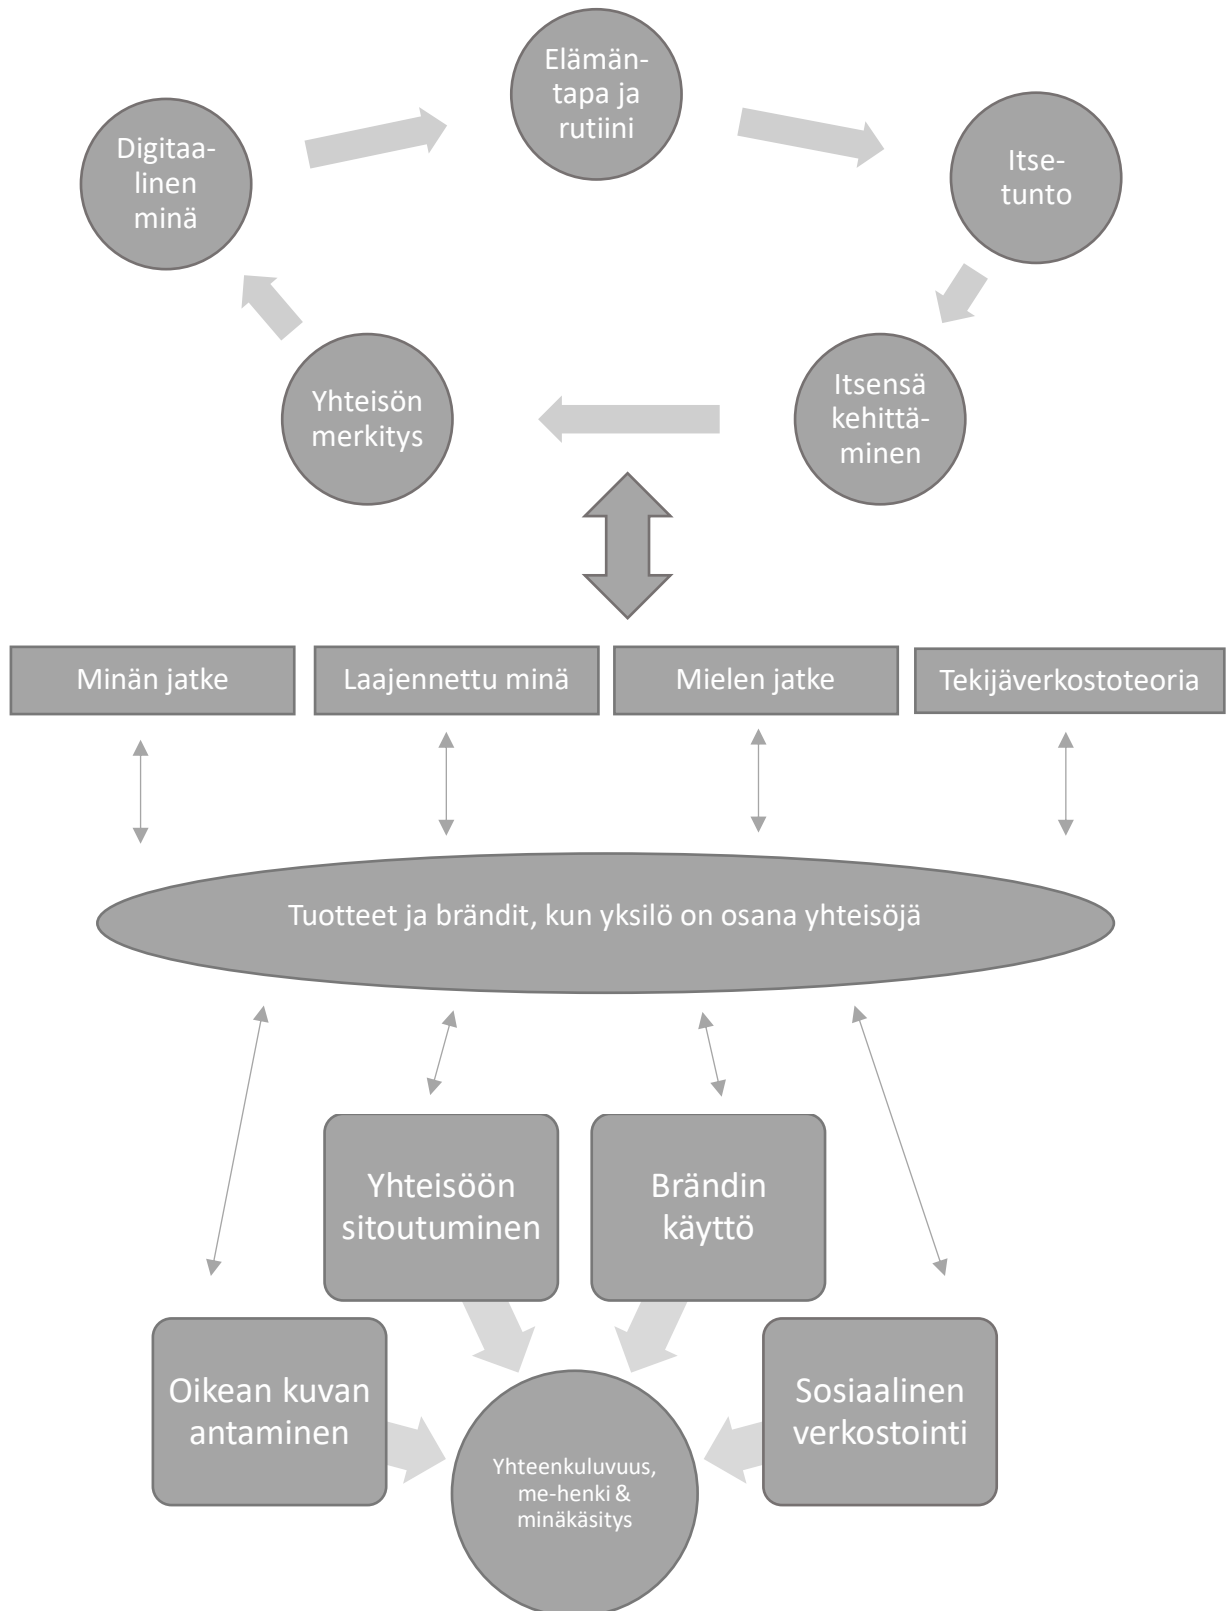 Elämän-
tapa ja
rutiini
Digitaa-
linen
minä
Itse-
tunto
Yhteisön
merkitys
Itsensä
kehittä-
minen
Minän jatke
Laajennettu minä
Mielen jatke
Tekijäverkostoteoria
Tuotteet ja brändit, kun yksilö on osana yhteisöjä
Yhteisöön
sitoutuminen
Brändin
käyttö
Oikean kuvan
antaminen
Sosiaalinen
verkostointi
Yhteenkuluvuus,
me-henki &
minäkäsitys